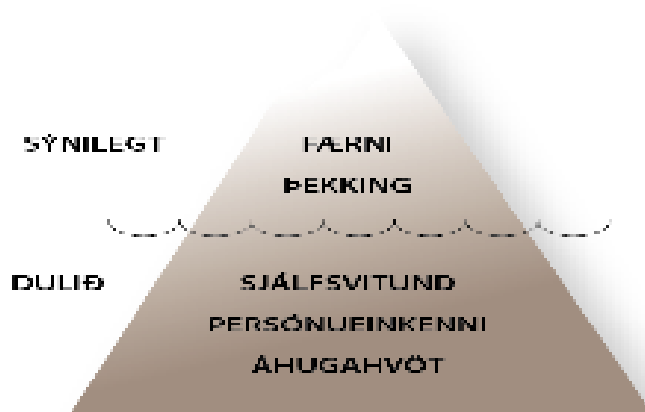 SÝNILEGT FÆRNI
ÞEKKING
DULIÐ SJÁLFSVITUND
PERSÓNUEINKENNI
ÁHUGAHVÖT